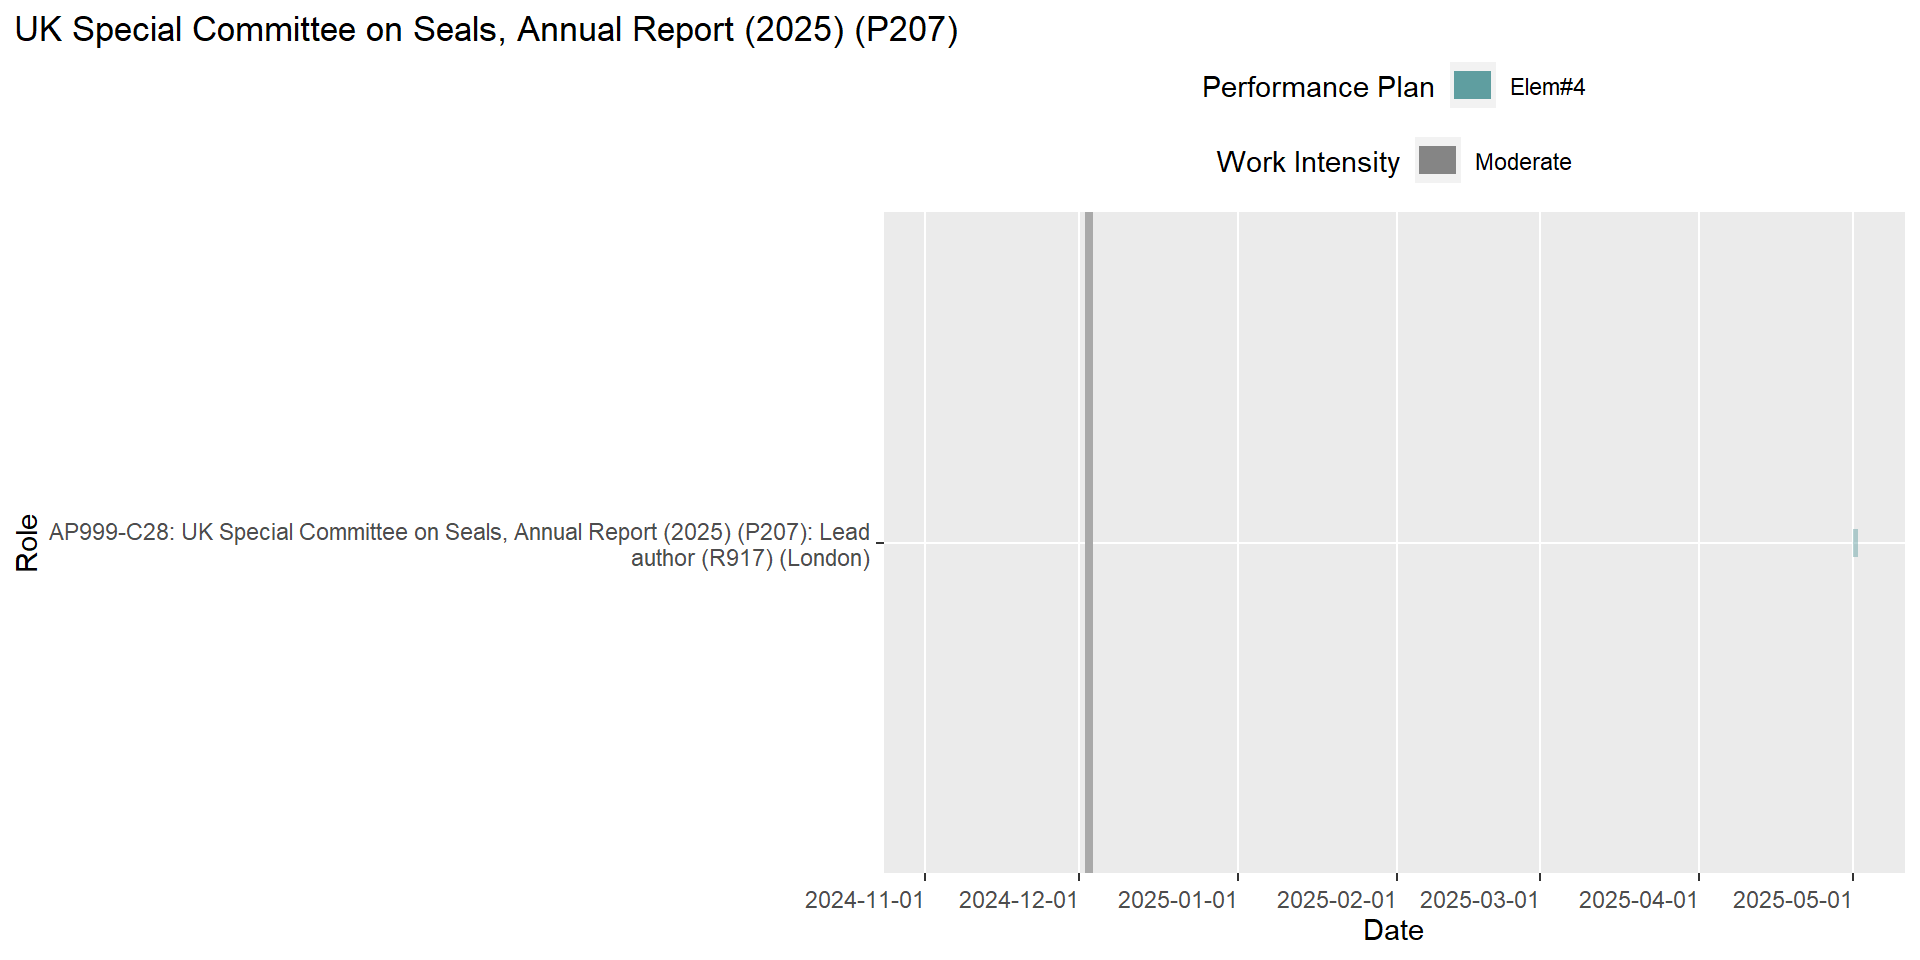 UK Special Committee on Seals, Annual Report (2025) (P207)
Performance Plan Elem#4
Work Intensity Moderate
Role
AP999-C28: UK Special Committee on Seals, Annual Report (2025) (P207): Lead
author (R917) (London)
2024-11-01 2024-12-01 2025-01-01 2025-02-01 2025-03-01 2025-04-01 2025-05-01
Date